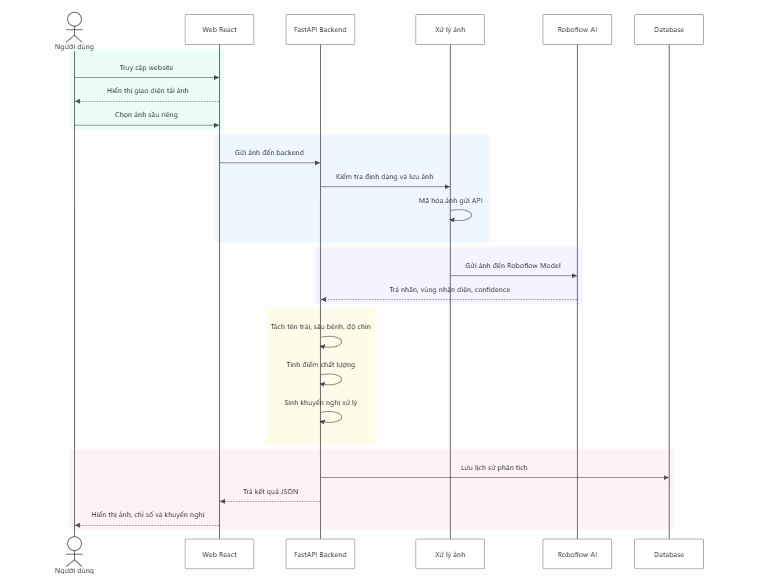 Người dùng
Web React
FastAPI Backend
Xử lý ảnh
Roboflow AI
Database
Truy cập website
Hiển thị giao diện tải ảnh
Chọn ảnh sầu riêng
Gửi ảnh đến backend
Kiểm tra định dạng và lưu ảnh
Mã hóa ảnh gửi API
Gửi ảnh đến Roboflow Model
Trả nhãn, vùng nhận diện, confidence
Tách tên trái, sâu bệnh, độ chín
Tính điểm chất lượng
Sinh khuyến nghị xử lý
Lưu lịch sử phân tích
Trả kết quả JSON
Hiển thị ảnh, chỉ số và khuyến nghị
Người dùng
Web React
FastAPI Backend
Xử lý ảnh
Roboflow AI
Database